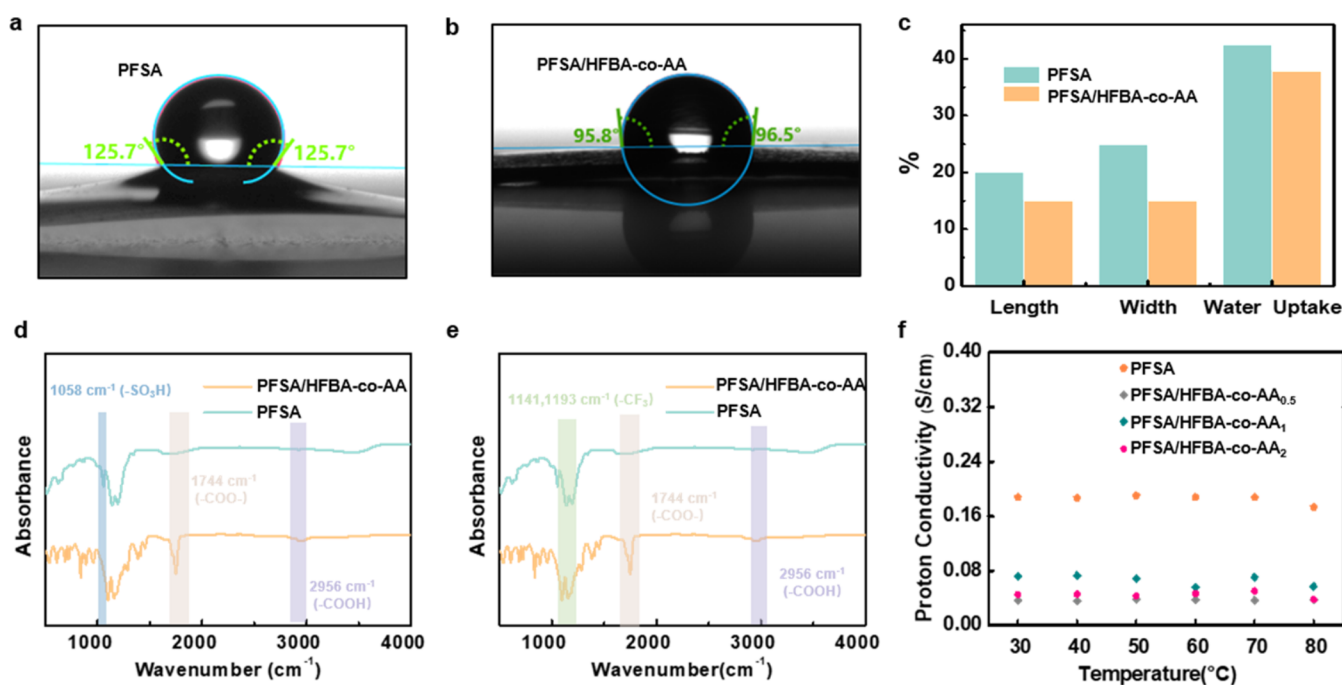 a
PFSA
125.7°
125.7°
b
PFSA/HFBA-co-AA
95.8°
96.5°
c
PFSA
PFSA/HFBA-co-AA
%
40
30
20
10
0
Length
Width
Water Uptake
d
1058 cm⁻¹ (-SO₃H)
PFSA/HFBA-co-AA
PFSA
1744 cm⁻¹
(-COO-)
2956 cm⁻¹
(-COOH)
Absorbance
1000
2000
3000
4000
Wavenumber (cm⁻¹)
e
PFSA/HFBA-co-AA
1141,1193 cm⁻¹ (-CF₃)
PFSA
1744 cm⁻¹
(-COO-)
2956 cm⁻¹
(-COOH)
Absorbance
1000
2000
3000
4000
Wavenumber(cm⁻¹)
f
PFSA
PFSA/HFBA-co-AA₀.₅
PFSA/HFBA-co-AA₁
PFSA/HFBA-co-AA₂
Proton Conductivity (S/cm)
0.40
0.32
0.24
0.16
0.08
0.00
30
40
50
60
70
80
Temperature(°C)